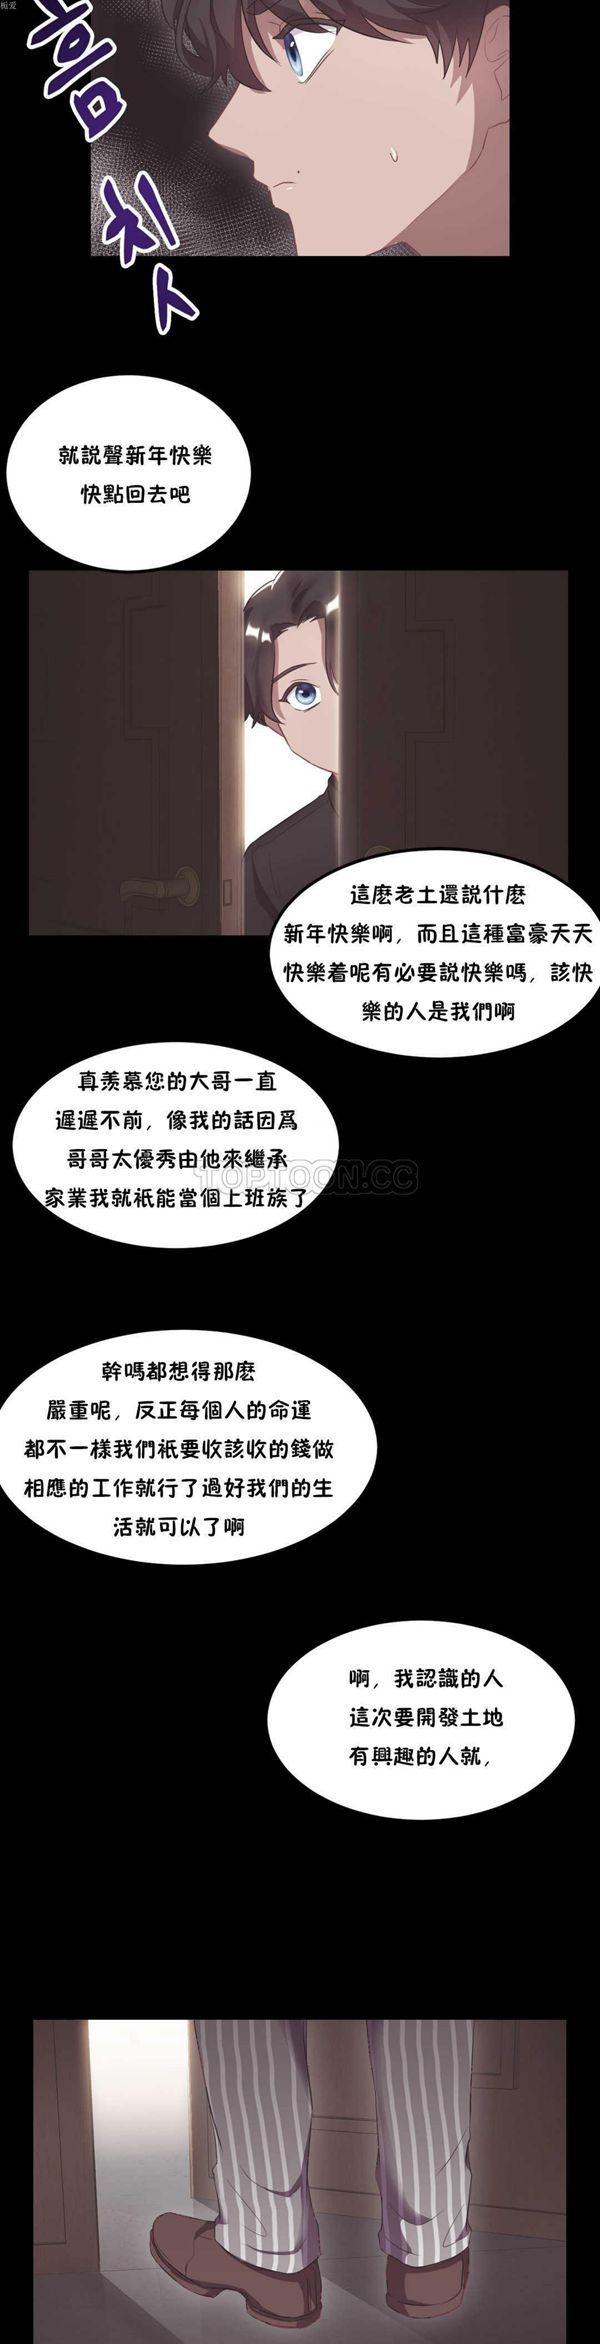 栀爱
흠
칫
就説聲新年快樂
快點回去吧
這麽老土還説什麽
新年快樂啊，而且這種富豪天天
快樂着呢有必要說快樂嗎，該快
樂的人是我們啊
真羨慕您的大哥一直
遲遲不前，像我的話因爲
哥哥太優秀由他來繼承
家業我就衹能當個上班族了
TOPTOON.CC
幹嗎都想得那麽
嚴重呢，反正每個人的命運
都不一樣我們衹要收該收的錢做
相應的工作就行了過好我們的生
活就可以了啊
啊，我認識的人
這次要開發土地
有興趣的人就，